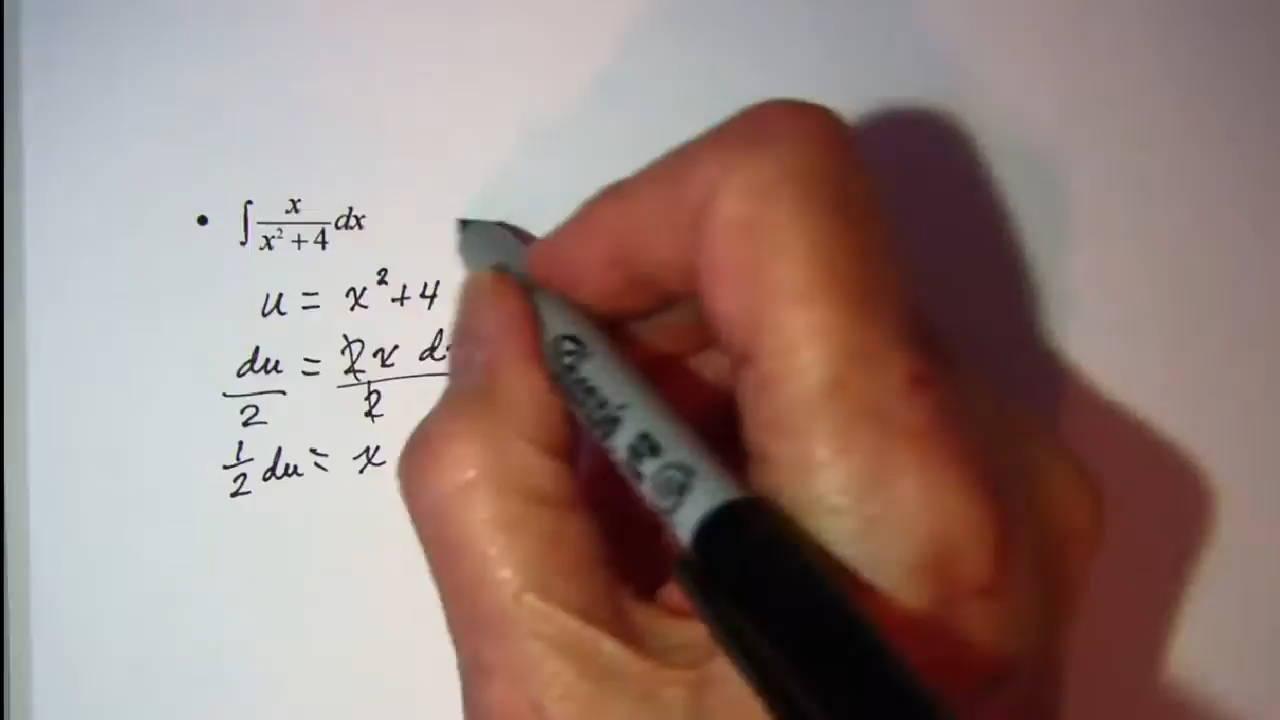 • ∫ x/(x² + 4) dx
u = x² + 4
du/2 = 2x d/2
1/2 du = x